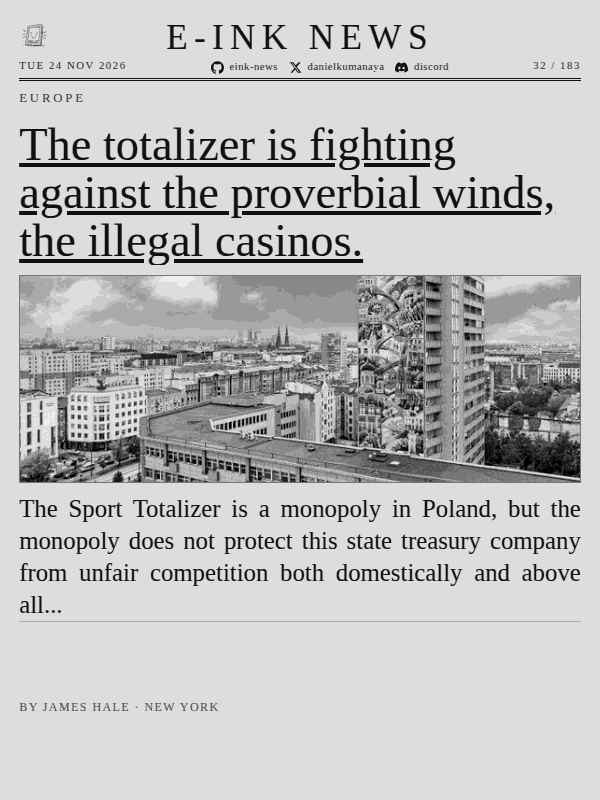 E-INK NEWS
TUE 24 NOV 2026
eink-news danielkumanaya discord
32 / 183
EUROPE
The totalizer is fighting
against the proverbial winds,
the illegal casinos.
The Sport Totalizer is a monopoly in Poland, but the
monopoly does not protect this state treasury company
from unfair competition both domestically and above
all...
BY JAMES HALE · NEW YORK